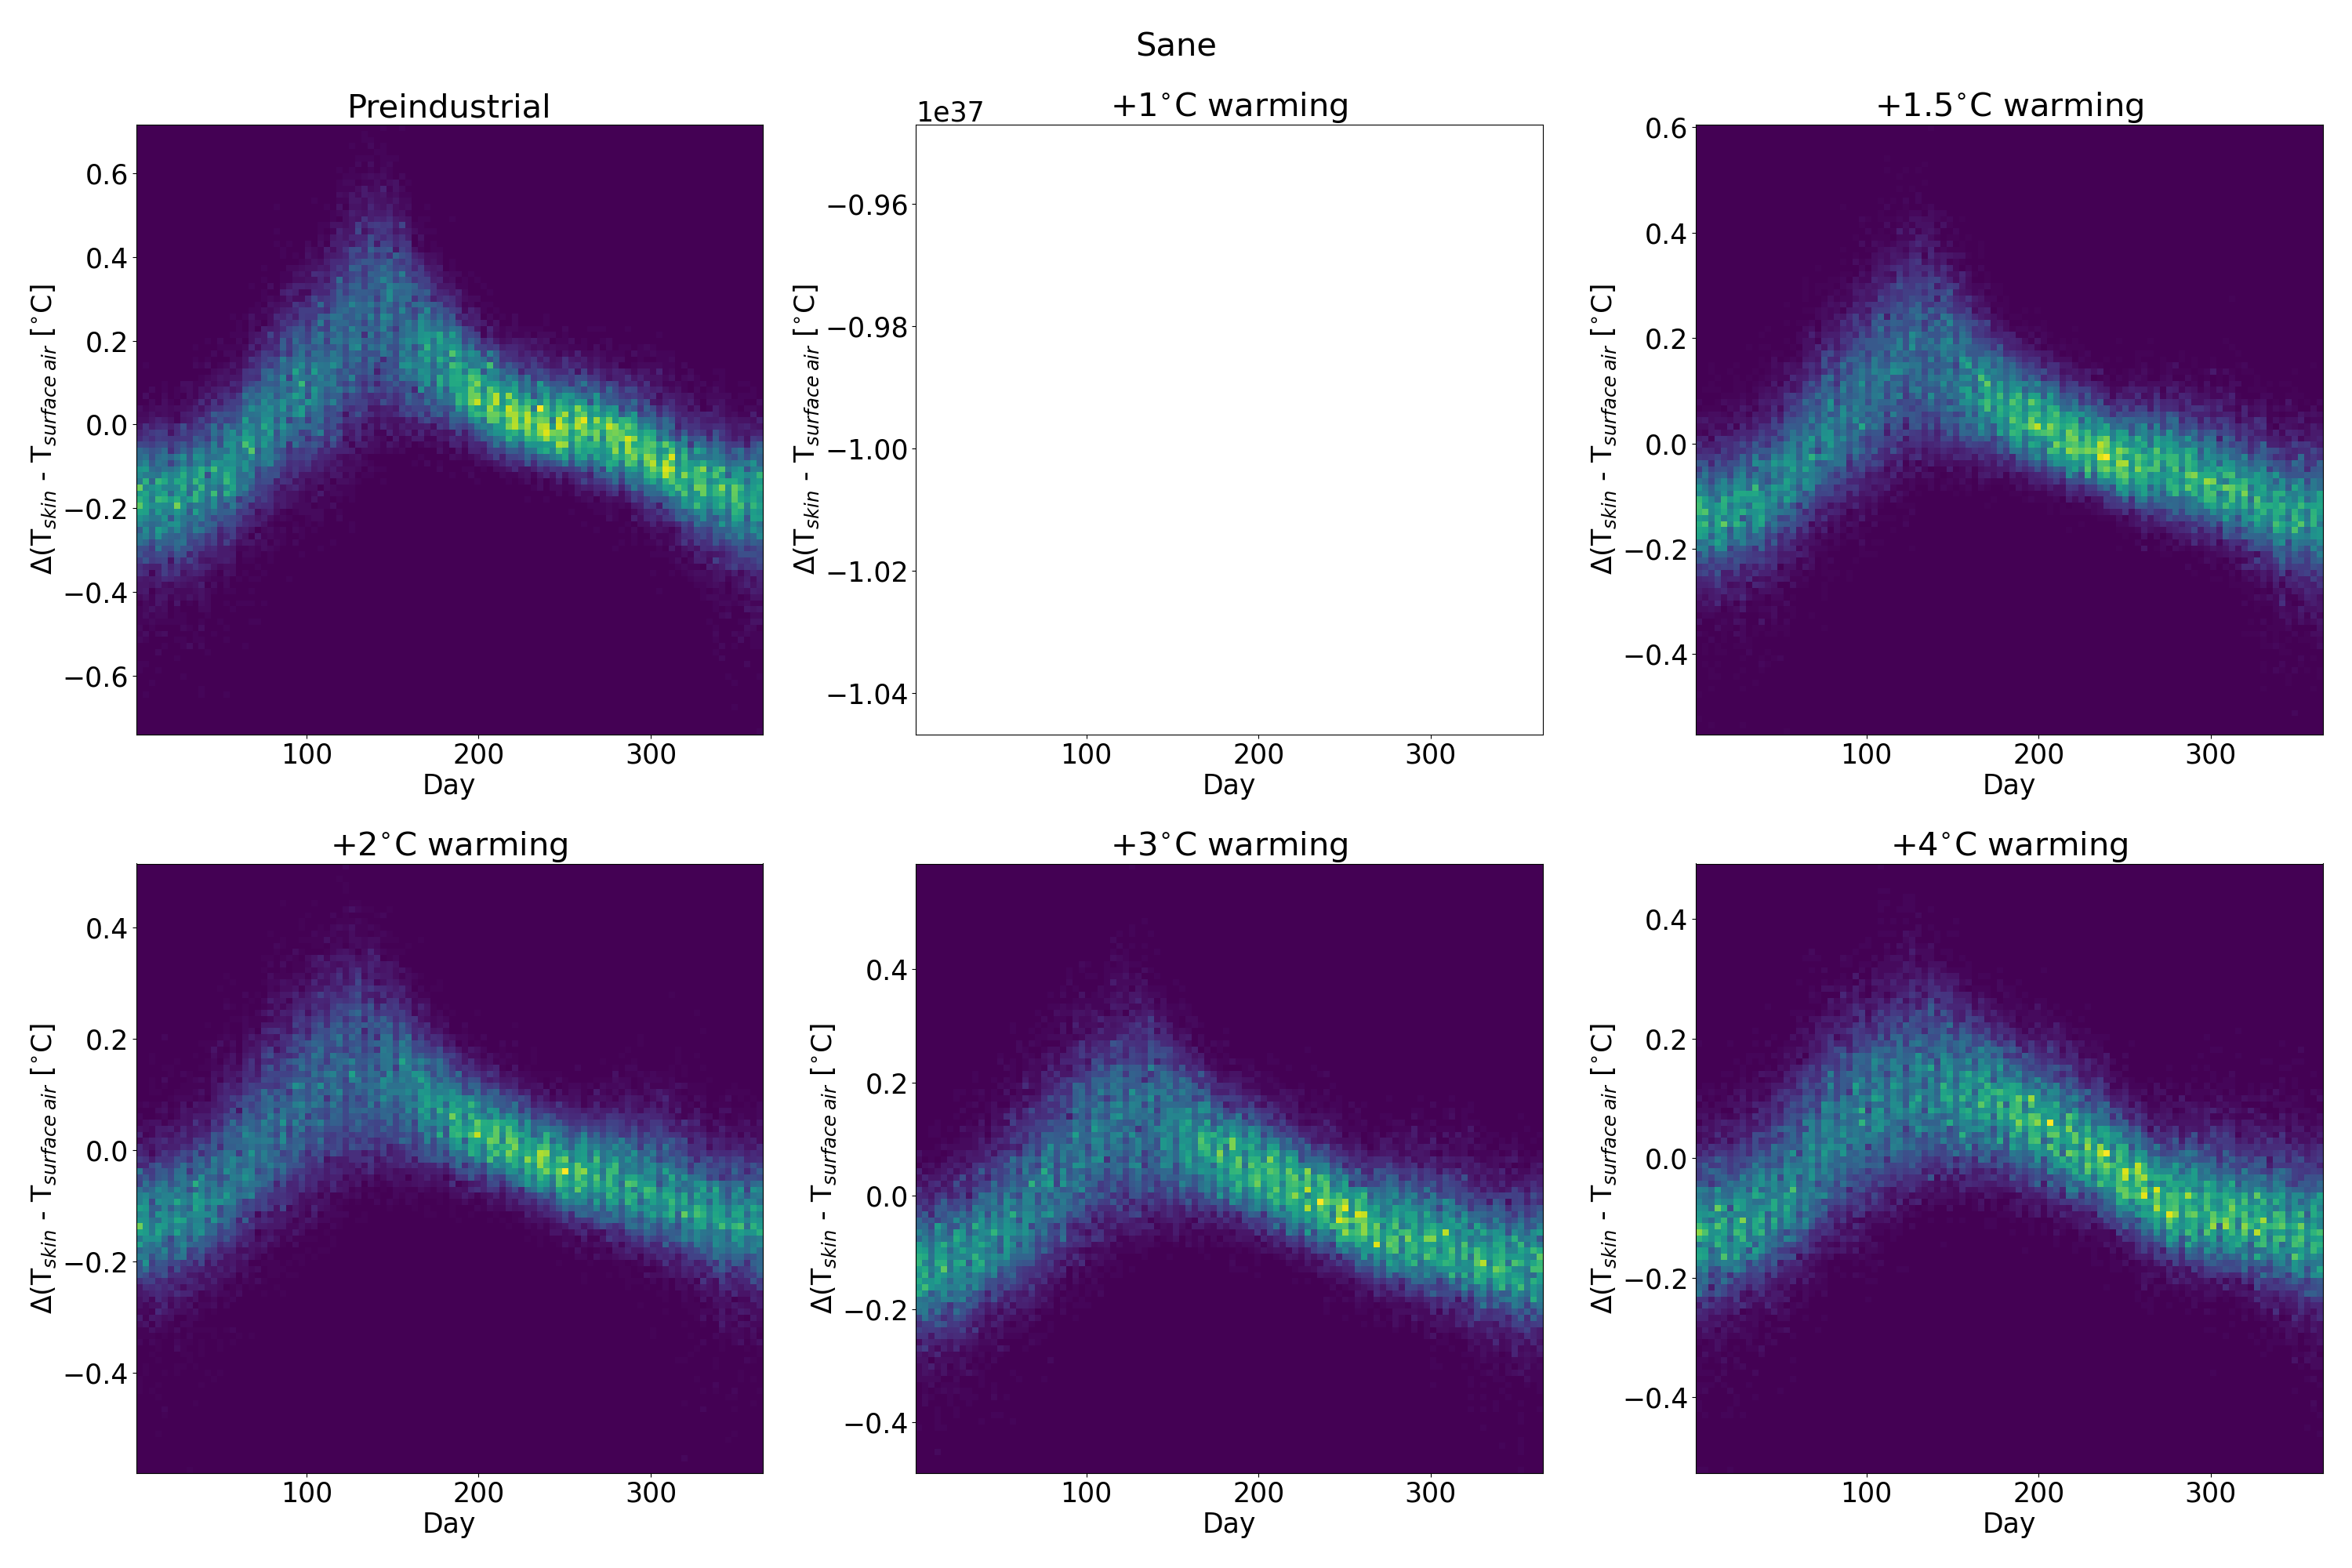 Sane
Preindustrial
0.6
0.4
0.2
0.0
−0.2
−0.4
−0.6
Δ(T_skin - T_surface air [°C]
100 200 300
Day
+1°C warming
1e37
−0.96
−0.98
−1.00
−1.02
−1.04
Δ(T_skin - T_surface air [°C]
100 200 300
Day
+1.5°C warming
0.6
0.4
0.2
0.0
−0.2
−0.4
Δ(T_skin - T_surface air [°C]
100 200 300
Day
+2°C warming
0.4
0.2
0.0
−0.2
−0.4
Δ(T_skin - T_surface air [°C]
100 200 300
Day
+3°C warming
0.4
0.2
0.0
−0.2
−0.4
Δ(T_skin - T_surface air [°C]
100 200 300
Day
+4°C warming
0.4
0.2
0.0
−0.2
−0.4
Δ(T_skin - T_surface air [°C]
100 200 300
Day